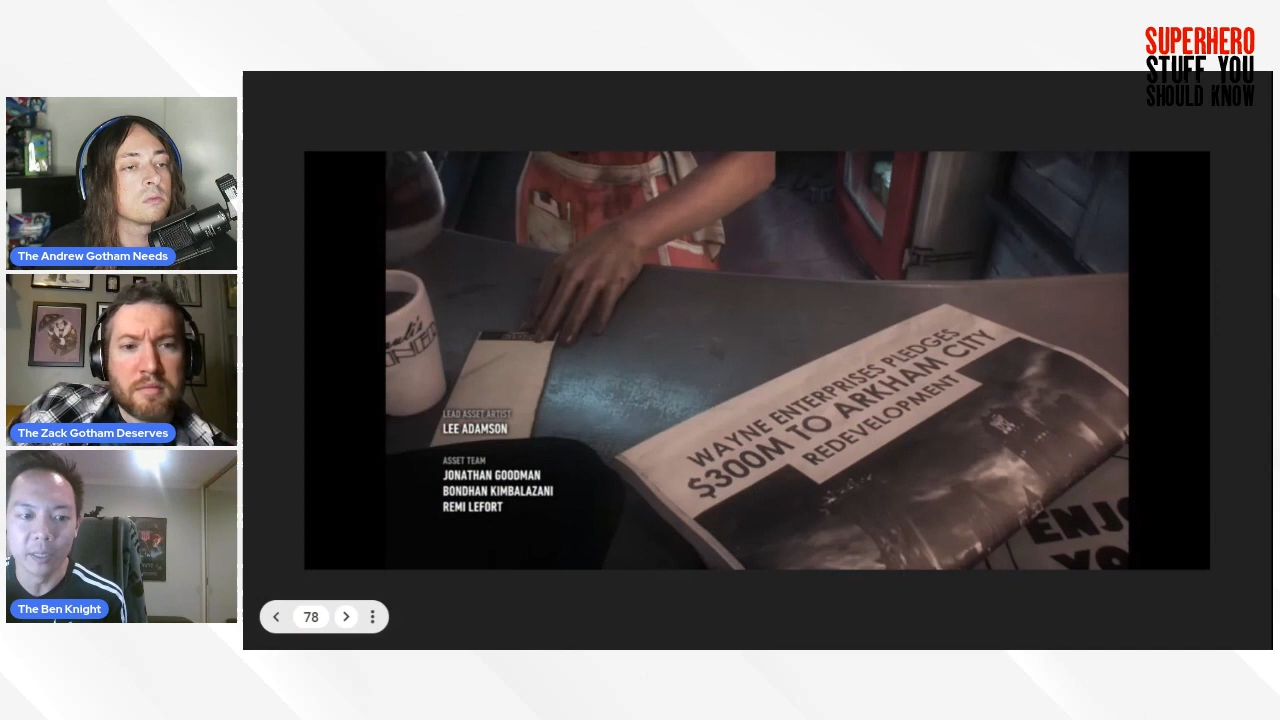 SUPERHERO
STUFF YOU
SHOULD KNOW
The Andrew Gotham Needs
The Zack Gotham Deserves
The Ben Knight
LEAD ASSET ARTIST
LEE ADAMSON
ASSET TEAM
JONATHAN GOODMAN
BONDHAN KIMBALAZANI
REMI LEFORT
WAYNE ENTERPRISES PLEDGES
$300M TO ARKHAM CITY
REDEVELOPMENT
78